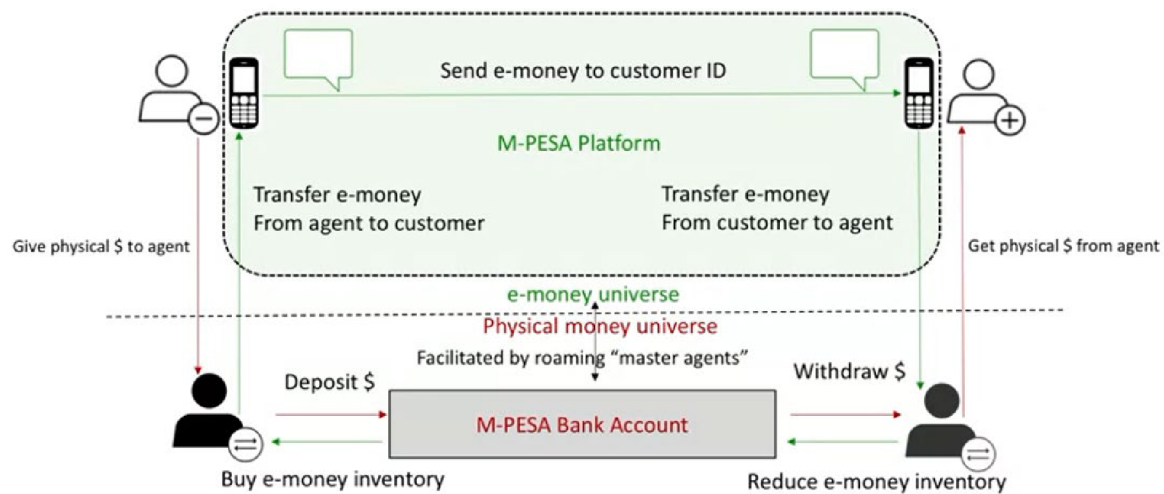 Send e-money to customer ID
M-PESA Platform
Transfer e-money
From agent to customer
Transfer e-money
From customer to agent
Give physical $ to agent
Get physical $ from agent
e-money universe
Physical money universe
Facilitated by roaming “master agents”
Deposit $
Withdraw $
M-PESA Bank Account
Buy e-money inventory
Reduce e-money inventory